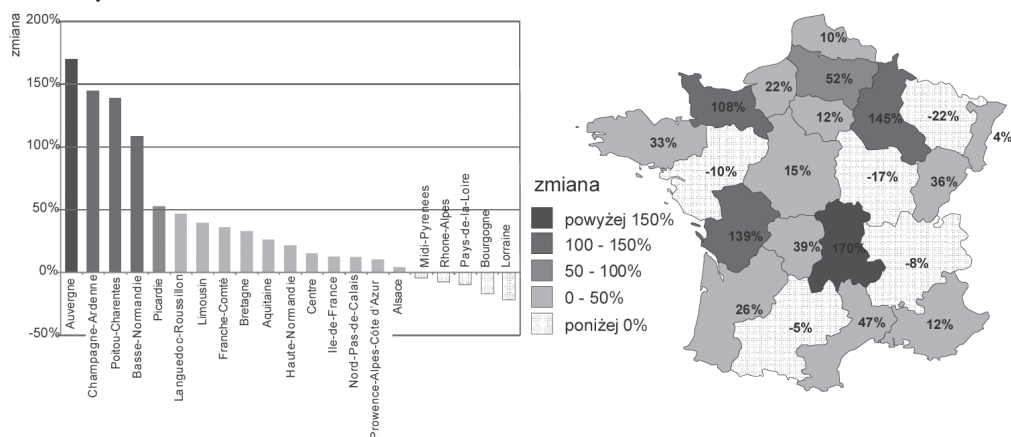 zmiana
200%
150%
100%
50%
0%
-50%
Auvergne
Champagne-Ardenne
Poitou-Charentes
Basse-Normandie
Picardie
Languedoc-Roussillon
Limousin
Franche-Comté
Bretagne
Aquitaine
Haute-Normandie
Centre
Ile-de-France
Nord-Pas-de-Calais
Prowence-Alpes-Côte d'Azur
Alsace
Midi-Pyrenees
Rhone-Alpes
Pays-de-la-Loire
Bourgogne
Lorraine
zmiana
powyżej 150%
100 - 150%
50 - 100%
0 - 50%
poniżej 0%
10%
52%
22%
108%
12%
145%
-22%
4%
33%
-10%
15%
-17%
36%
139%
39%
170%
-8%
26%
-5%
47%
12%